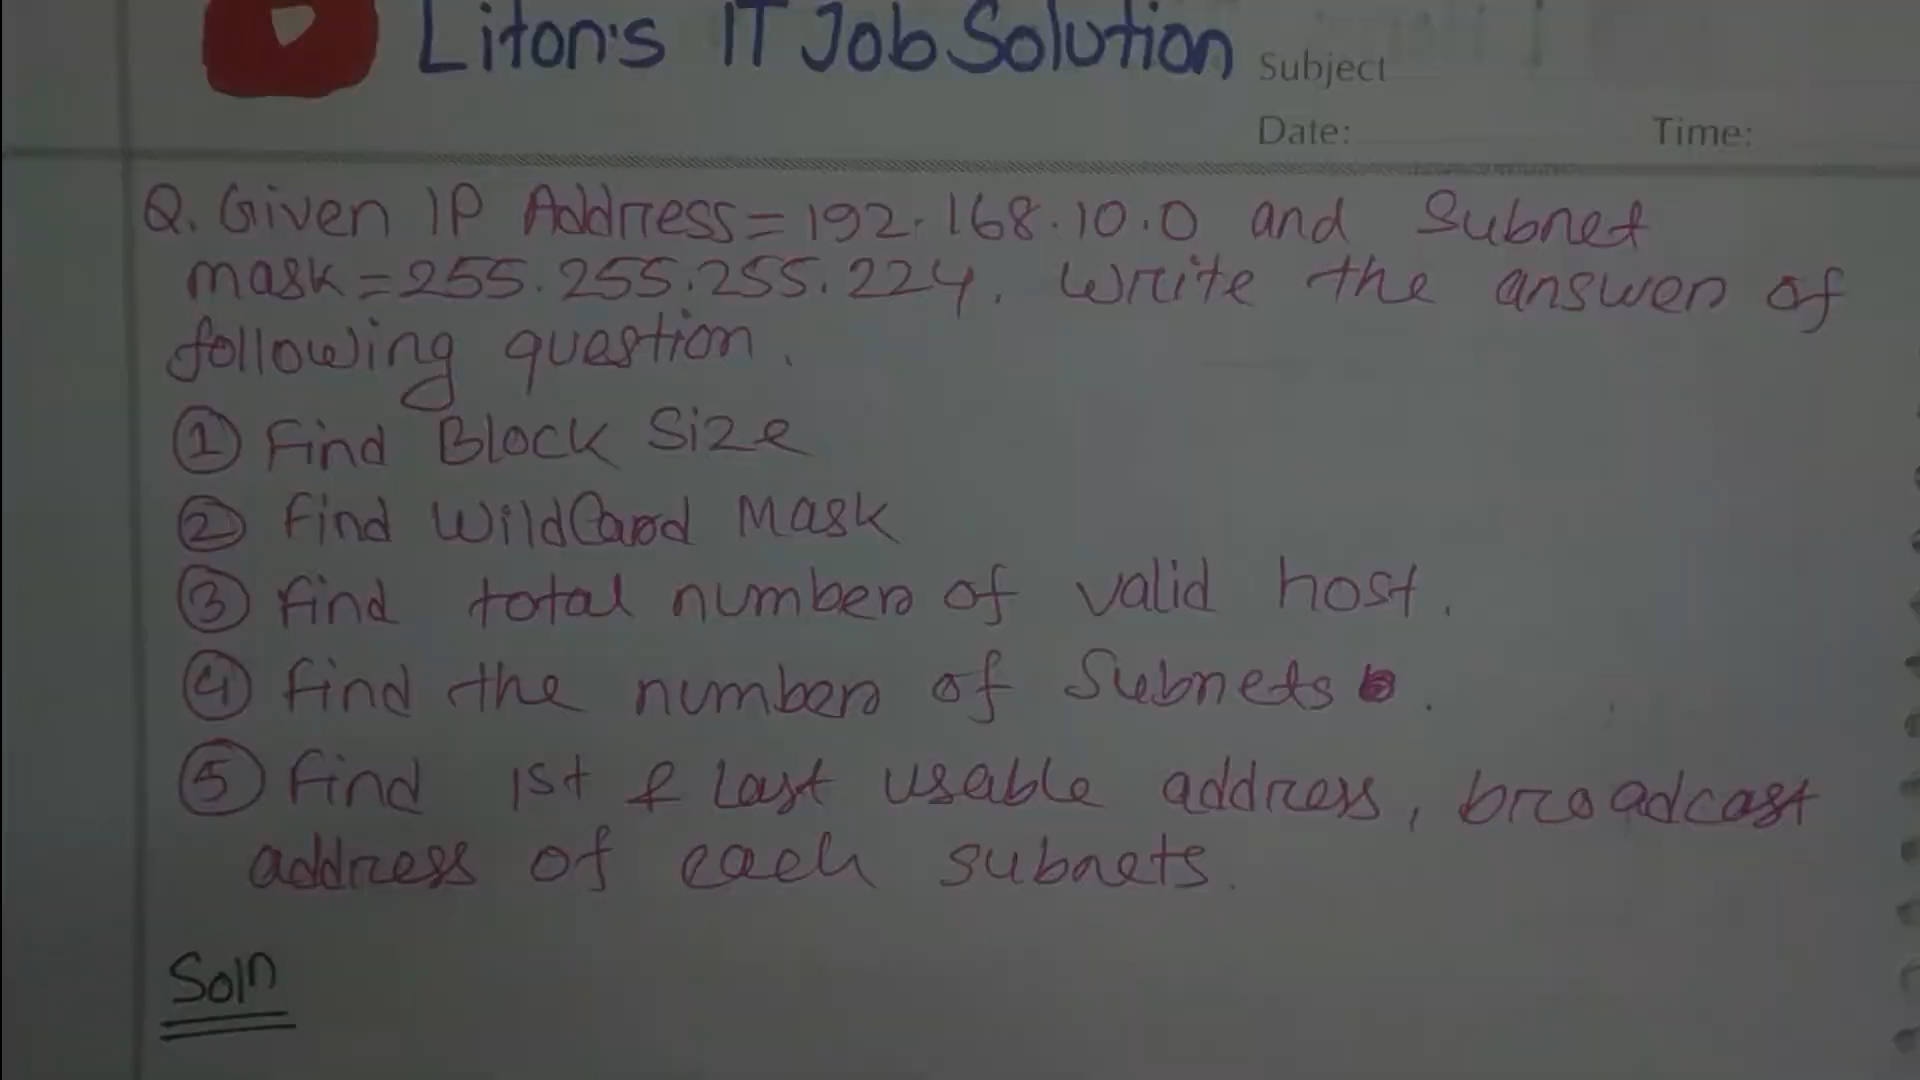 Liton's IT Job Solution
Subject
Date:
Time:
Q. Given IP Address=192.168.10.0 and Subnet
mask=255.255.255.224. Write the answer of
following question.
① Find Block Size
② Find WildCard Mask
③ Find total number of valid host.
④ Find the number of Subnets.
⑤ Find 1st & Last usable address, broadcast
address of each subnets.
Soln